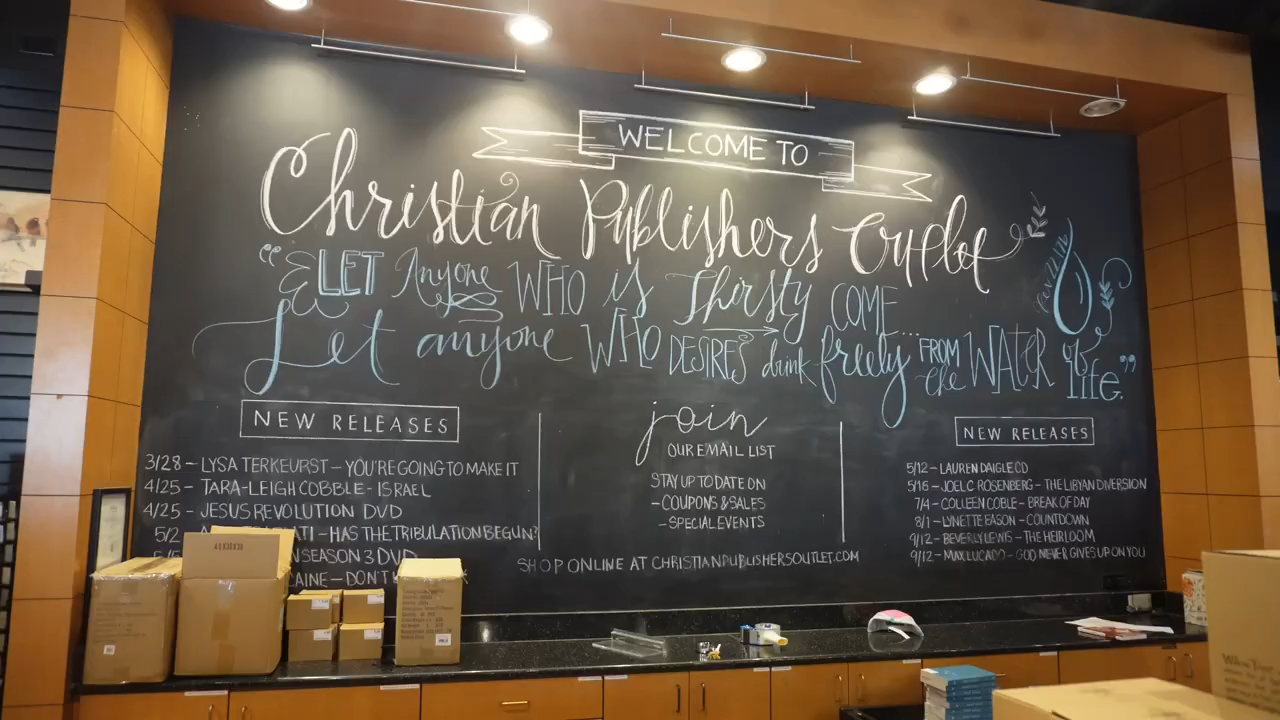 WELCOME TO
Christian Publishers Outlet
"LET Anyone WHO is Thirsty COME...
Let anyone WHO DESIRES drink freely FROM the WATER of life."
NEW RELEASES
3/28 – LYSA TERKEURST – YOU'RE GOING TO MAKE IT
4/25 – TARA-LEIGH COBBLE - ISRAEL
4/25 – JESUS REVOLUTION DVD
5/2 – HAS THE TRIBULATION BEGUN?
SEASON 3 DVD
join
OUR EMAIL LIST
STAY UP TO DATE ON
– COUPONS & SALES
– SPECIAL EVENTS
SHOP ONLINE AT CHRISTIANPUBLISHERSOUTLET.COM
NEW RELEASES
5/12 – LAUREN DAIGLE CD
5/16 – JOEL C ROSENBERG – THE LIBYAN DIVERSION
7/4 – COLLEEN COBLE – BREAK OF DAY
8/1 – LYNETTE EASON – COUNTDOWN
9/12 – BEVERLY LEWIS – THE HEIRLOOM
9/12 – MAX LUCADO – GOD NEVER GIVES UP ON YOU